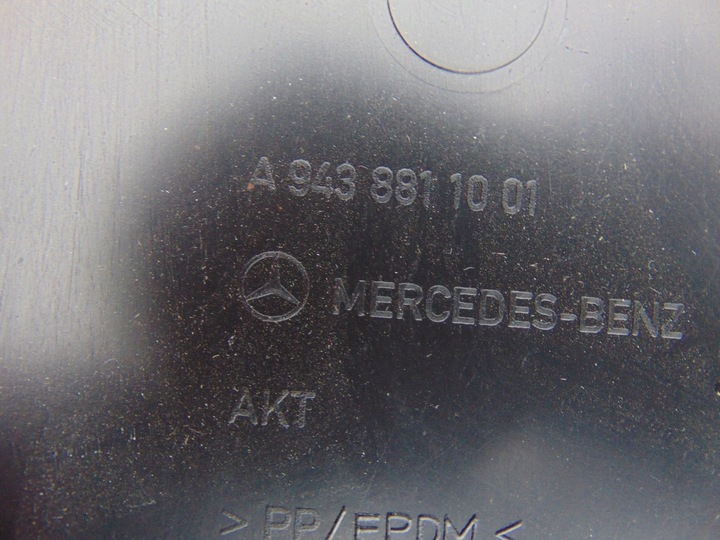 A 943 881 10 01
MERCEDES-BENZ
AKT
> PP/EPDM <